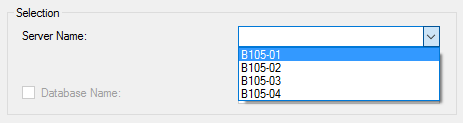 Selection
Server Name:
B105-01
B105-02
B105-03
B105-04
Database Name: